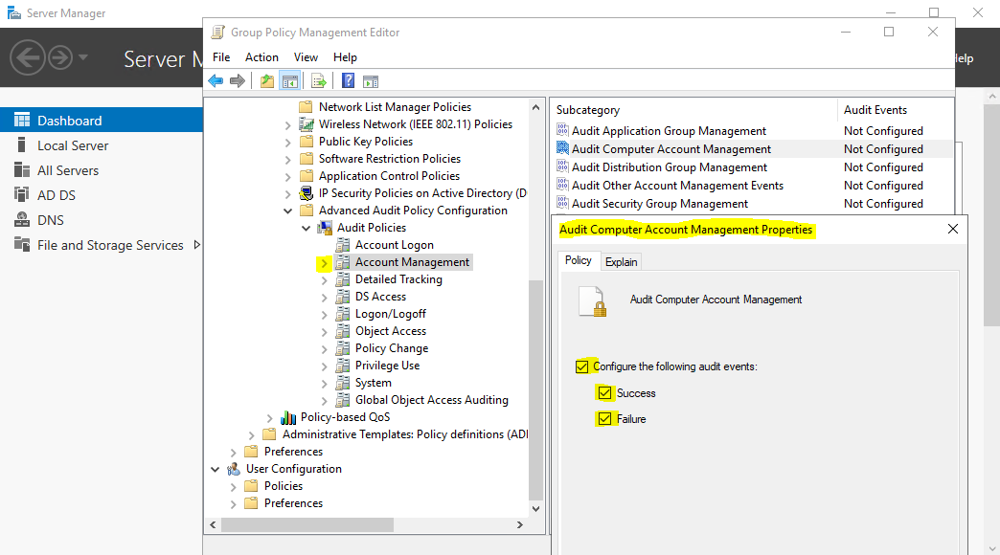 Server Manager
Group Policy Management Editor
Server M
elp
File Action View Help
Dashboard
Local Server
All Servers
AD DS
DNS
File and Storage Services
Network List Manager Policies
Wireless Network (IEEE 802.11) Policies
Public Key Policies
Software Restriction Policies
Application Control Policies
IP Security Policies on Active Directory (D
Advanced Audit Policy Configuration
Audit Policies
Account Logon
Account Management
Detailed Tracking
DS Access
Logon/Logoff
Object Access
Policy Change
Privilege Use
System
Global Object Access Auditing
Policy-based QoS
Administrative Templates: Policy definitions (ADI
Preferences
User Configuration
Policies
Preferences
Subcategory Audit Events
Audit Application Group Management Not Configured
Audit Computer Account Management Not Configured
Audit Distribution Group Management Not Configured
Audit Other Account Management Events Not Configured
Audit Security Group Management Not Configured
Audit Computer Account Management Properties
Policy Explain
Audit Computer Account Management
Configure the following audit events:
Success
Failure